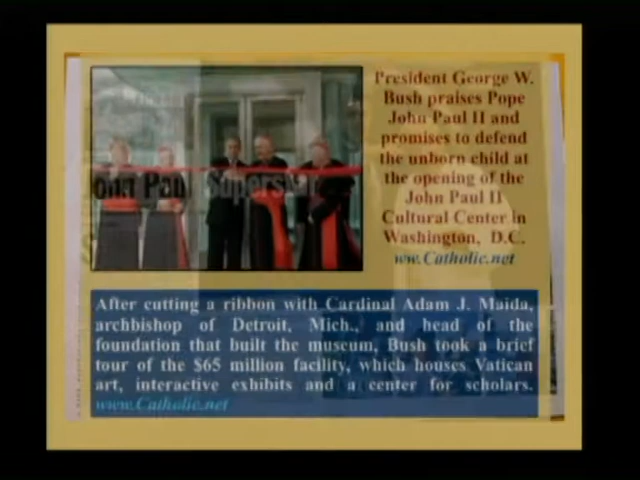 President George W.
Bush praises Pope
John Paul II and
promises to defend
the unborn child at
the opening of the
John Paul II
Cultural Center in
Washington, D.C.
ww.Catholic.net
John Paul Superstar
After cutting a ribbon with Cardinal Adam J. Maida,
archbishop of Detroit, Mich., and head of the
foundation that built the museum, Bush took a brief
tour of the $65 million facility, which houses Vatican
art, interactive exhibits and a center for scholars.
www.Catholic.net